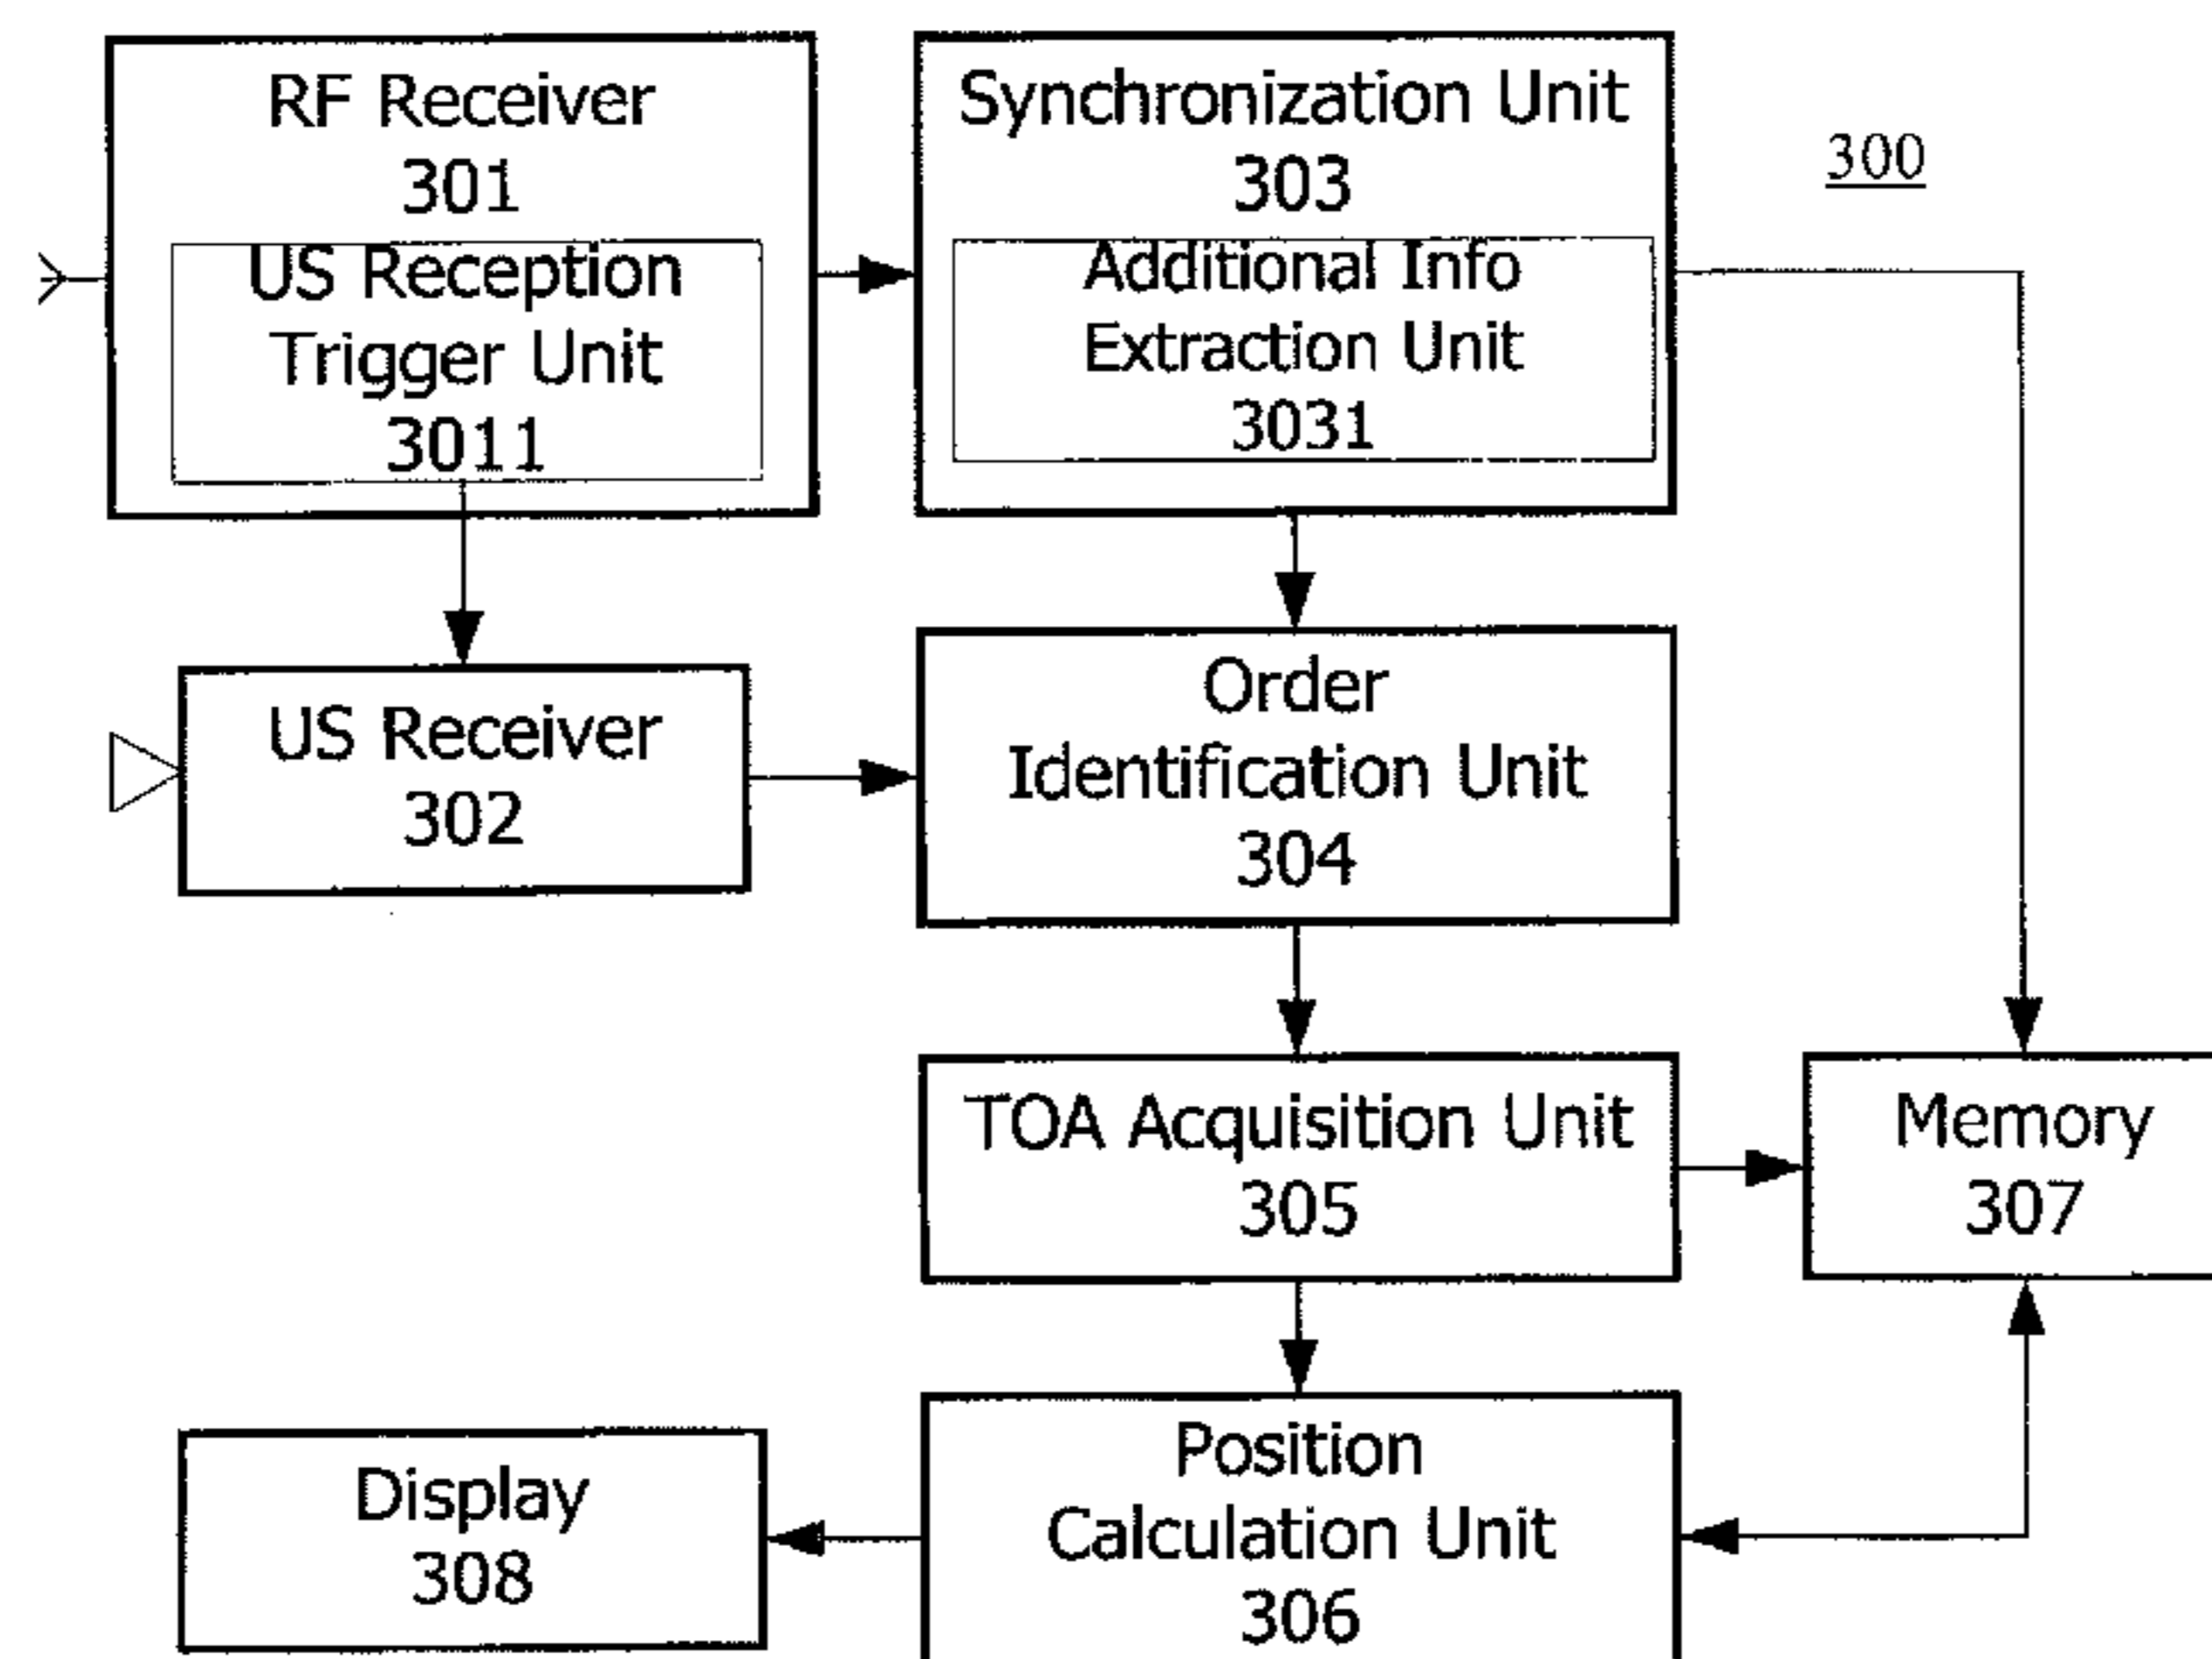 RF Receiver
301
US Reception
Trigger Unit
3011
Synchronization Unit
303
Additional Info
Extraction Unit
3031
300
US Receiver
302
Order
Identification Unit
304
TOA Acquisition Unit
305
Memory
307
Display
308
Position
Calculation Unit
306